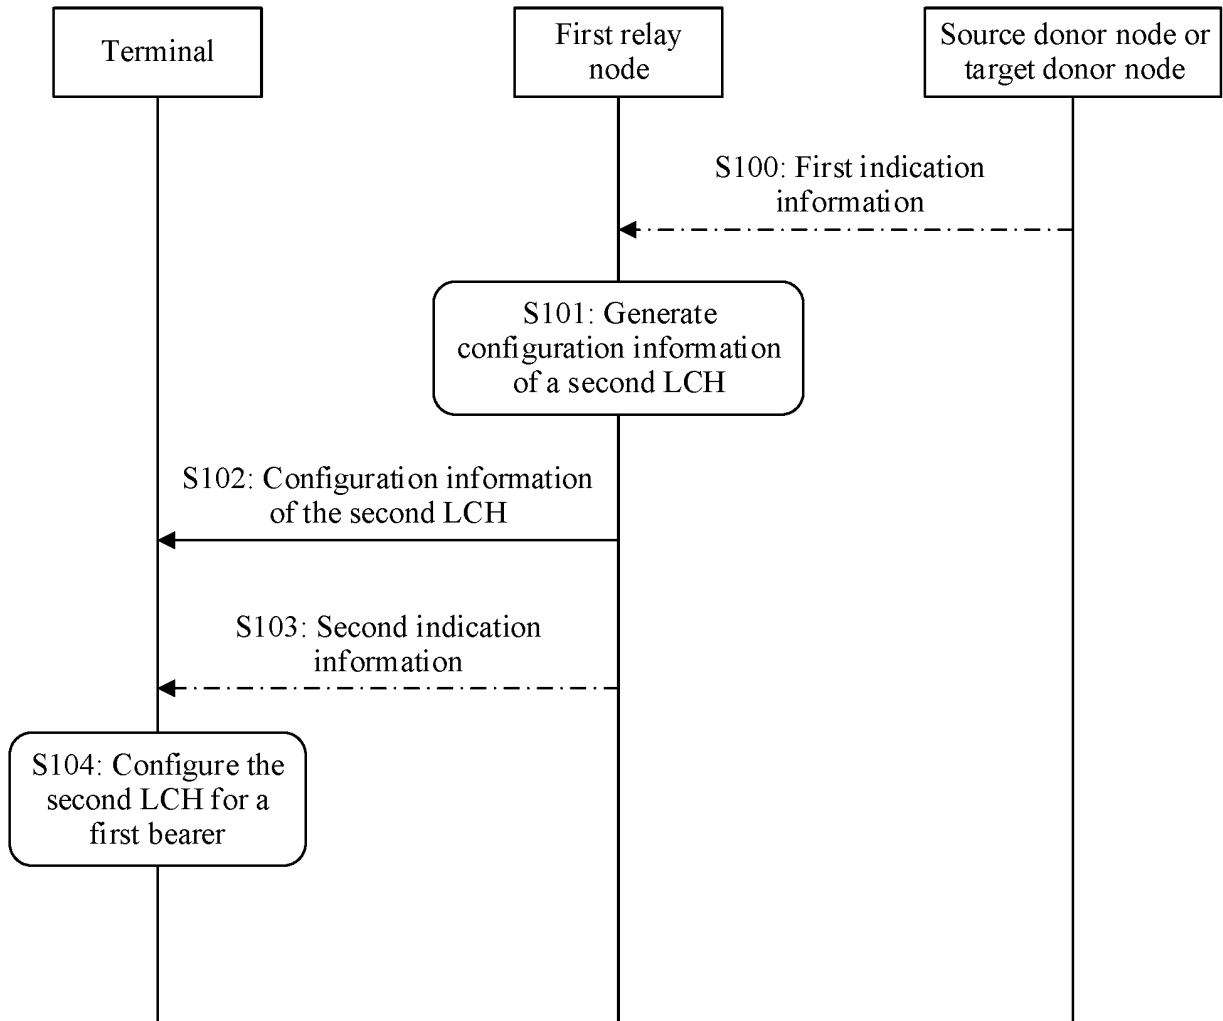 Terminal
First relay
node
Source donor node or
target donor node
S100: First indication
information
S101: Generate
configuration information
of a second LCH
S102: Configuration information
of the second LCH
S103: Second indication
information
S104: Configure the
second LCH for a
first bearer